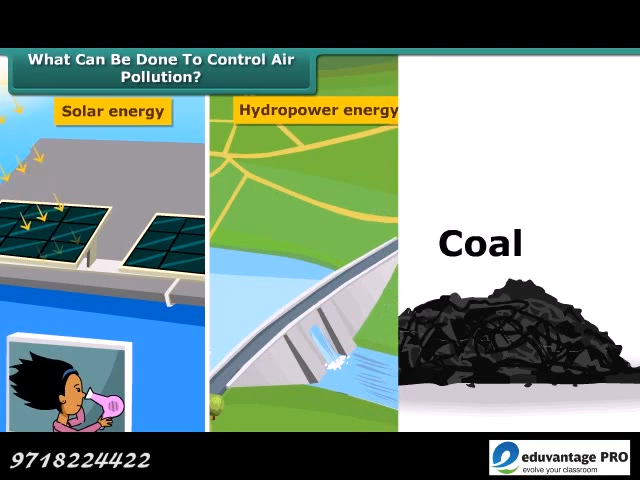 What Can Be Done To Control Air
Pollution?
Solar energy
Hydropower energy
Coal
9718224422
eduvantage PRO
evolve your classroom